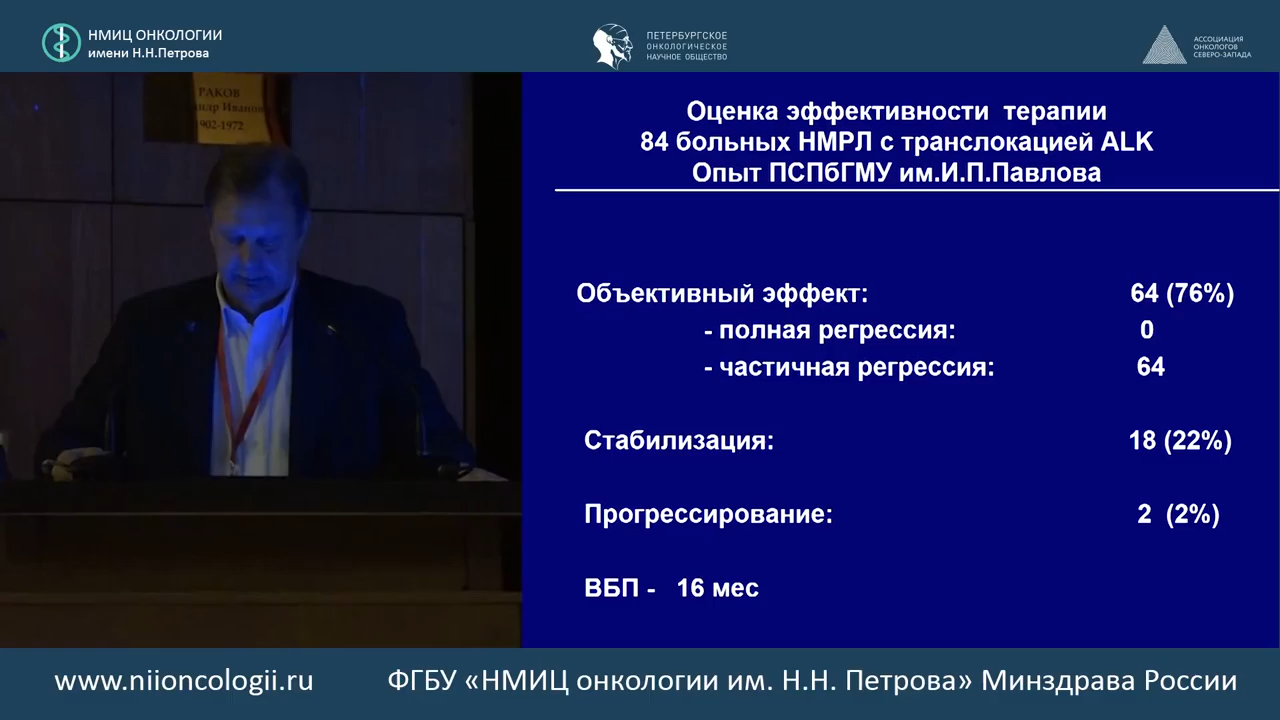 НМИЦ ОНКОЛОГИИ
имени Н.Н.Петрова
ПЕТЕРБУРГСКОЕ
ОНКОЛОГИЧЕСКОЕ
НАУЧНОЕ ОБЩЕСТВО
АССОЦИАЦИЯ
ОНКОЛОГОВ
СЕВЕРО-ЗАПАДА
РАКОВ
1902-1972
Оценка эффективности терапии
84 больных НМРЛ с транслокацией ALK
Опыт ПСПбГМУ им.И.П.Павлова
Объективный эффект: 64 (76%)
- полная регрессия: 0
- частичная регрессия: 64
Стабилизация: 18 (22%)
Прогрессирование: 2 (2%)
ВБП - 16 мес
www.niioncologii.ru
ФГБУ «НМИЦ онкологии им. Н.Н. Петрова» Минздрава России